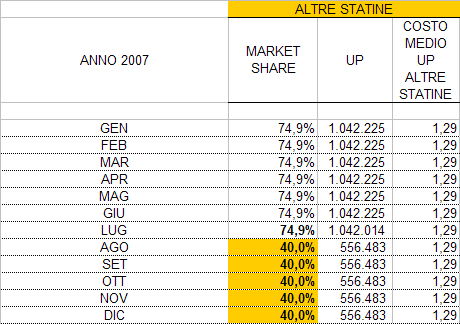 ALTRE STATINE
ANNO 2007 MARKET SHARE UP COSTO MEDIO UP ALTRE STATINE
GEN 74,9% 1.042.225 1,29
FEB 74,9% 1.042.225 1,29
MAR 74,9% 1.042.225 1,29
APR 74,9% 1.042.225 1,29
MAG 74,9% 1.042.225 1,29
GIU 74,9% 1.042.225 1,29
LUG 74,9% 1.042.014 1,29
AGO 40,0% 556.483 1,29
SET 40,0% 556.483 1,29
OTT 40,0% 556.483 1,29
NOV 40,0% 556.483 1,29
DIC 40,0% 556.483 1,29